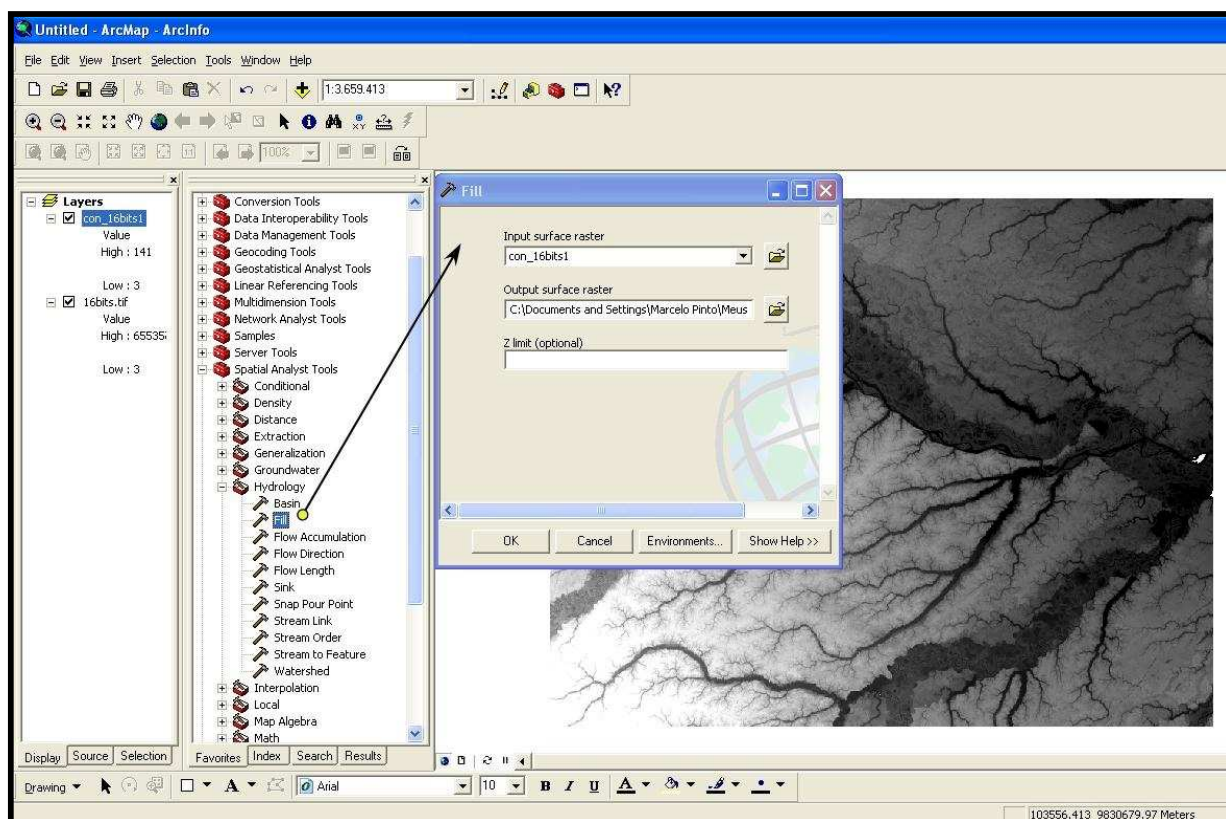 Untitled - ArcMap - ArcInfo
File Edit View Insert Selection Tools Window Help
1:3.659.413
100%
Layers
con_16bits1
Value
High : 141
Low : 3
16bits.tif
Value
High : 65535
Low : 3
Conversion Tools
Data Interoperability Tools
Data Management Tools
Geocoding Tools
Geostatistical Analyst Tools
Linear Referencing Tools
Multidimension Tools
Network Analyst Tools
Samples
Server Tools
Spatial Analyst Tools
Conditional
Density
Distance
Extraction
Generalization
Groundwater
Hydrology
Basin
Fill
Flow Accumulation
Flow Direction
Flow Length
Sink
Snap Pour Point
Stream Link
Stream Order
Stream to Feature
Watershed
Interpolation
Local
Map Algebra
Math
Fill
Input surface raster
con_16bits1
Output surface raster
C:\Documents and Settings\Marcelo Pinto\Meus
Z limit (optional)
OK Cancel Environments... Show Help >>
Display Source Selection
Favorites Index Search Results
Drawing A Arial 10 B I U A
103556,413 9830679,97 Meters